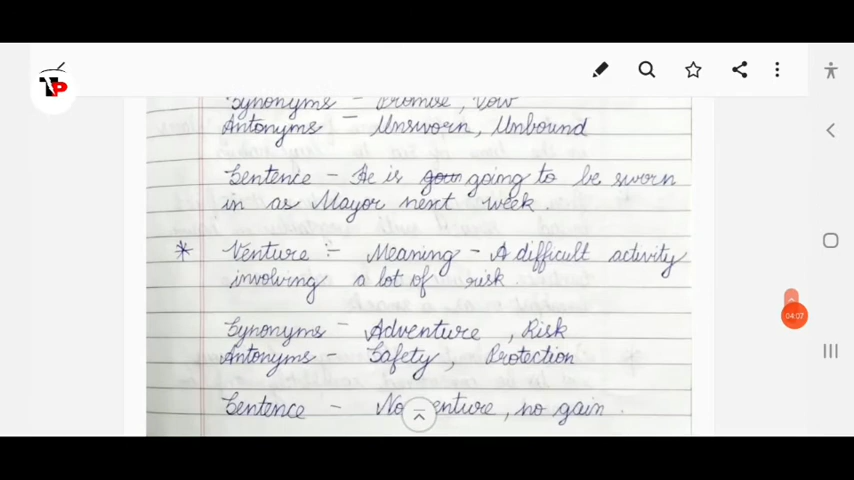 Synonyms - Promise, Vow
Antonyms - Unsworn, Unbound
Sentence - He is going to be sworn
in as Mayor next week.
* Venture :- Meaning - A difficult activity
involving a lot of risk.
Synonyms - Adventure, Risk
Antonyms - Safety, Protection
Sentence - No enture, no gain.
04:07